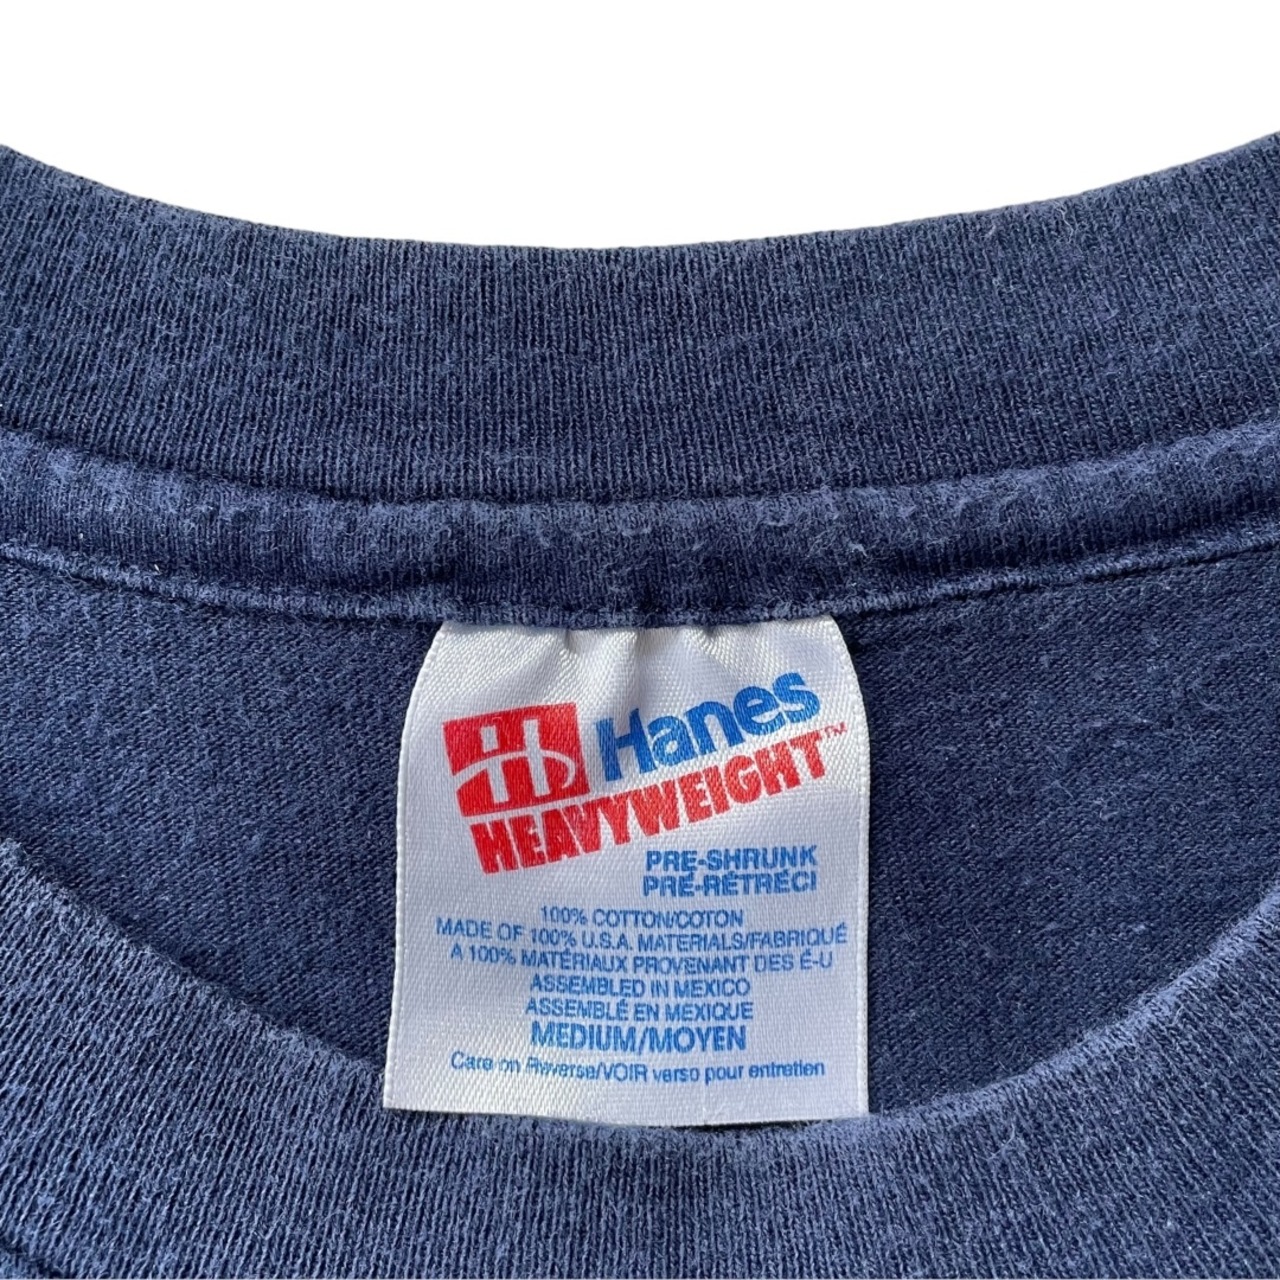 Hanes
HEAVYWEIGHT™
PRE-SHRUNK
PRÉ-RÉTRÉCI
100% COTTON/COTON
MADE OF 100% U.S.A. MATERIALS/FABRIQUÉ
A 100% MATÉRIAUX PROVENANT DES É-U
ASSEMBLED IN MEXICO
ASSEMBLÉ EN MEXIQUE
MEDIUM/MOYEN
Care on Reverse/VOIR verso pour entretien